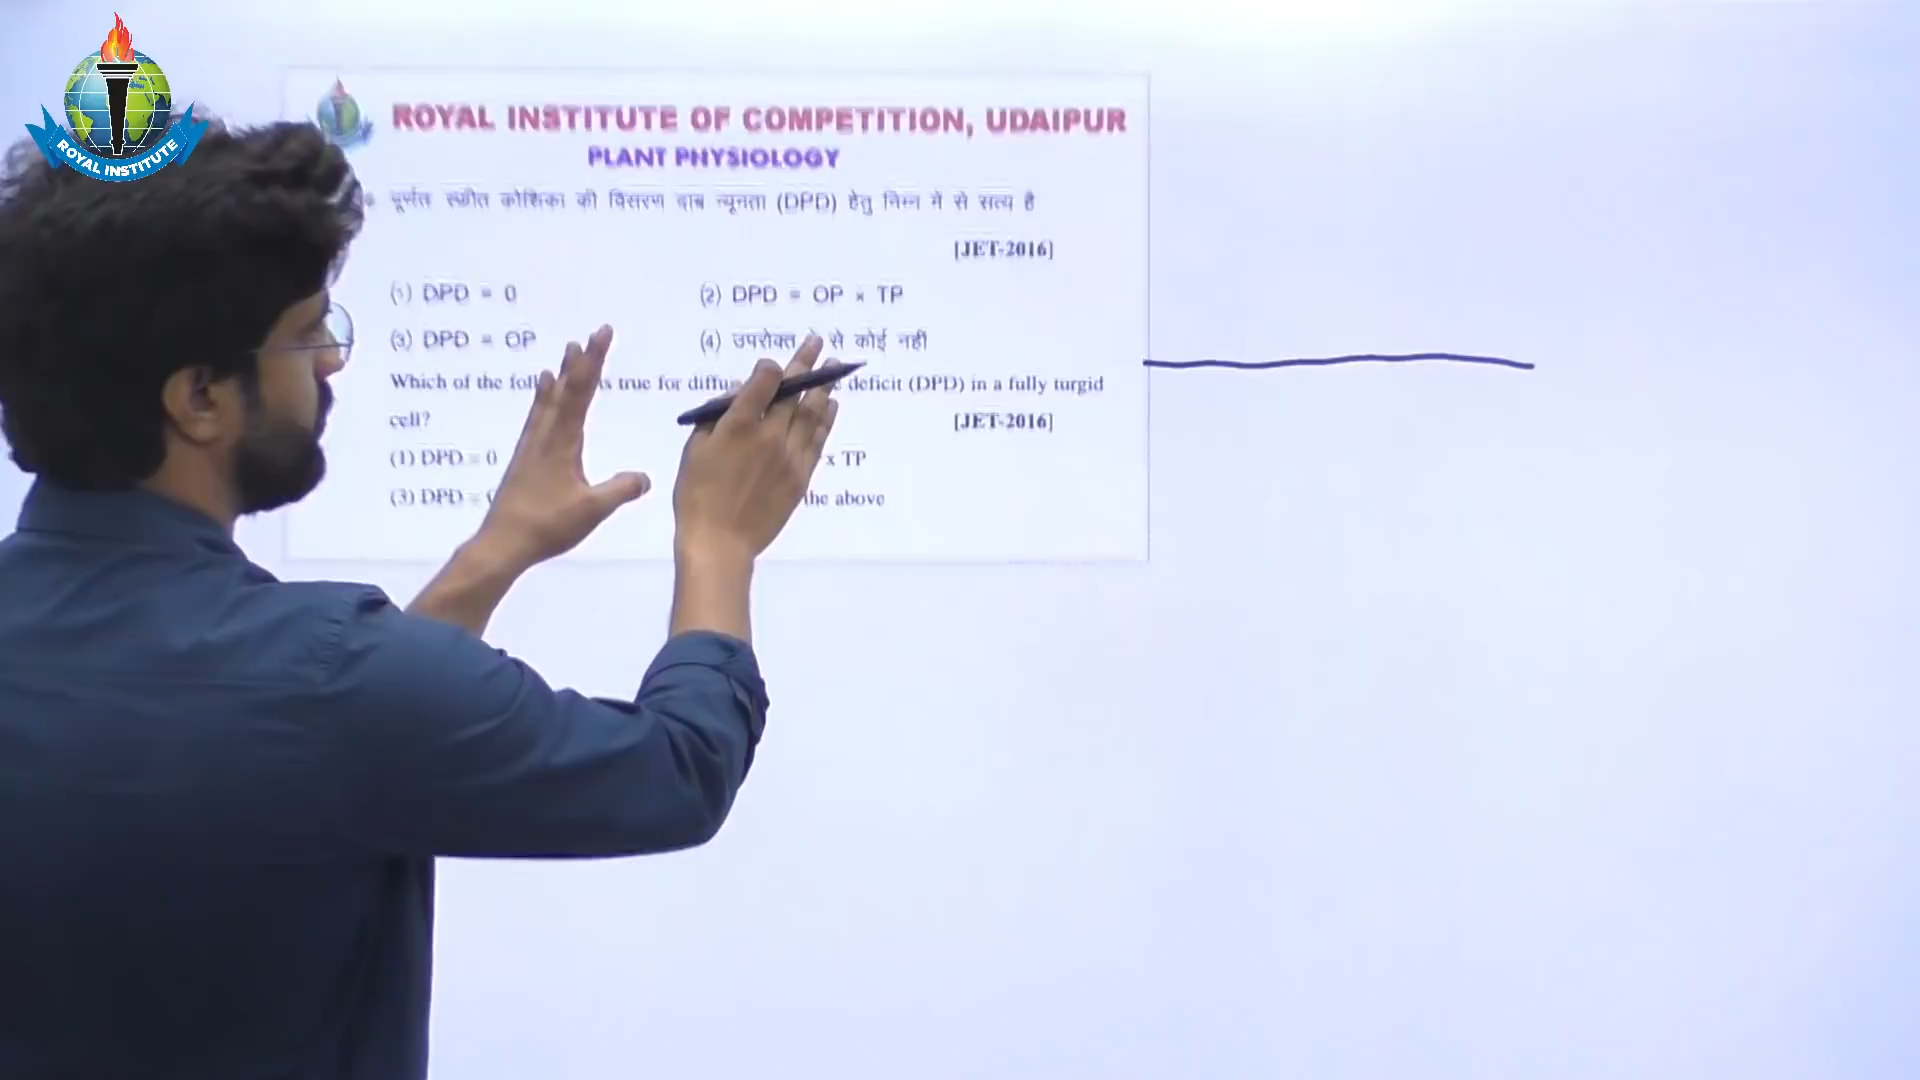 ROYAL INSTITUTE
ROYAL INSTITUTE OF COMPETITION, UDAIPUR
PLANT PHYSIOLOGY
पूर्णत स्फीत कोशिका की विसरण दाब न्यूनता (DPD) हेतु निम्न में से सत्य है
[JET-2016]
(1) DPD = 0 (2) DPD = OP × TP
(3) DPD = OP (4) उपरोक्त से कोई नहीं
Which of the true for deficit (DPD) in a fully turgid
cell? [JET-2016]
(1) DPD = 0 x TP
(3) DPD = the above